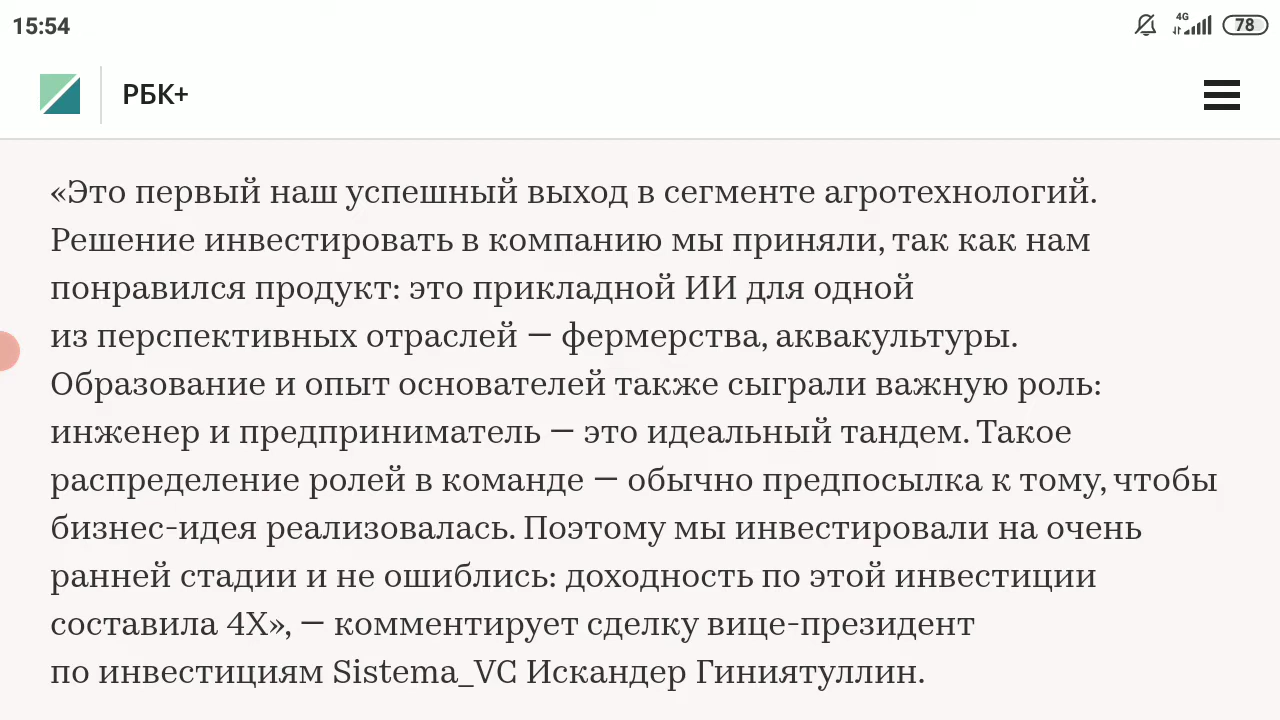 15:54
4G
78
РБК+
«Это первый наш успешный выход в сегменте агротехнологий.
Решение инвестировать в компанию мы приняли, так как нам
понравился продукт: это прикладной ИИ для одной
из перспективных отраслей — фермерства, аквакультуры.
Образование и опыт основателей также сыграли важную роль:
инженер и предприниматель — это идеальный тандем. Такое
распределение ролей в команде — обычно предпосылка к тому, чтобы
бизнес-идея реализовалась. Поэтому мы инвестировали на очень
ранней стадии и не ошиблись: доходность по этой инвестиции
составила 4X», — комментирует сделку вице-президент
по инвестициям Sistema_VC Искандер Гиниятуллин.